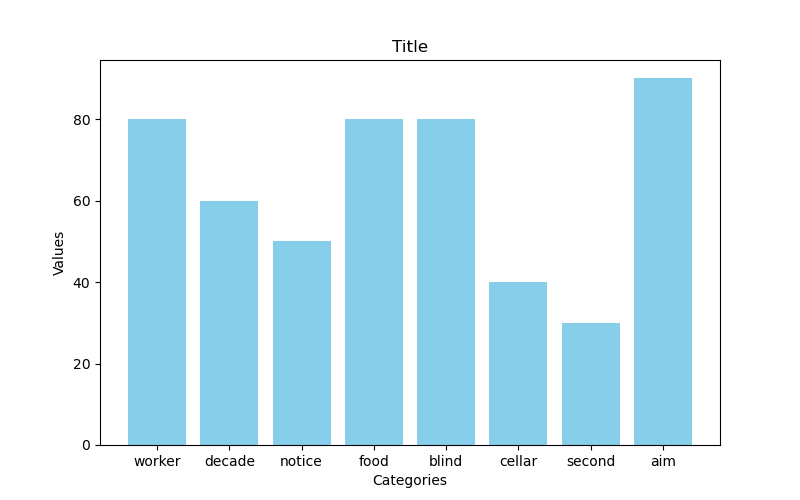 Title
Values
80
60
40
20
0
worker decade notice food blind cellar second aim
Categories